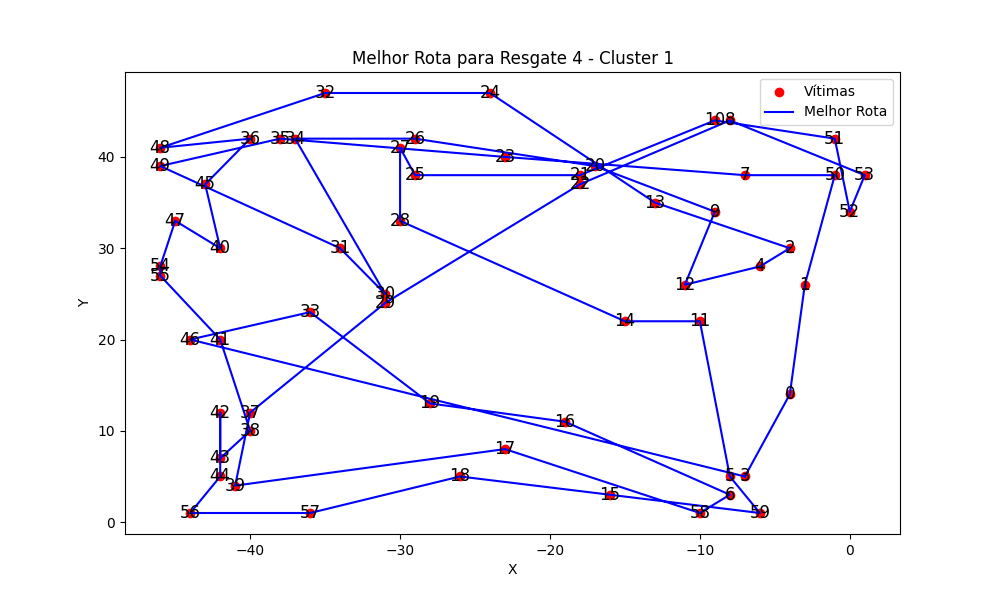 Melhor Rota para Resgate 4 - Cluster 1
Vítimas
Melhor Rota
32 24
10 8
36 35 34 26 51
48 27 23
49 20
25 21 7 50 53
45 22
13
47 28 9 52
40 31 2
54 4
55 12 1
30
29
33 14 11
46 41
19 0
42 37 16
38
43 17
44 39 18 5 3
15 6
56 57 58 59
40
30
20
10
0
Y
−40 −30 −20 −10 0
X